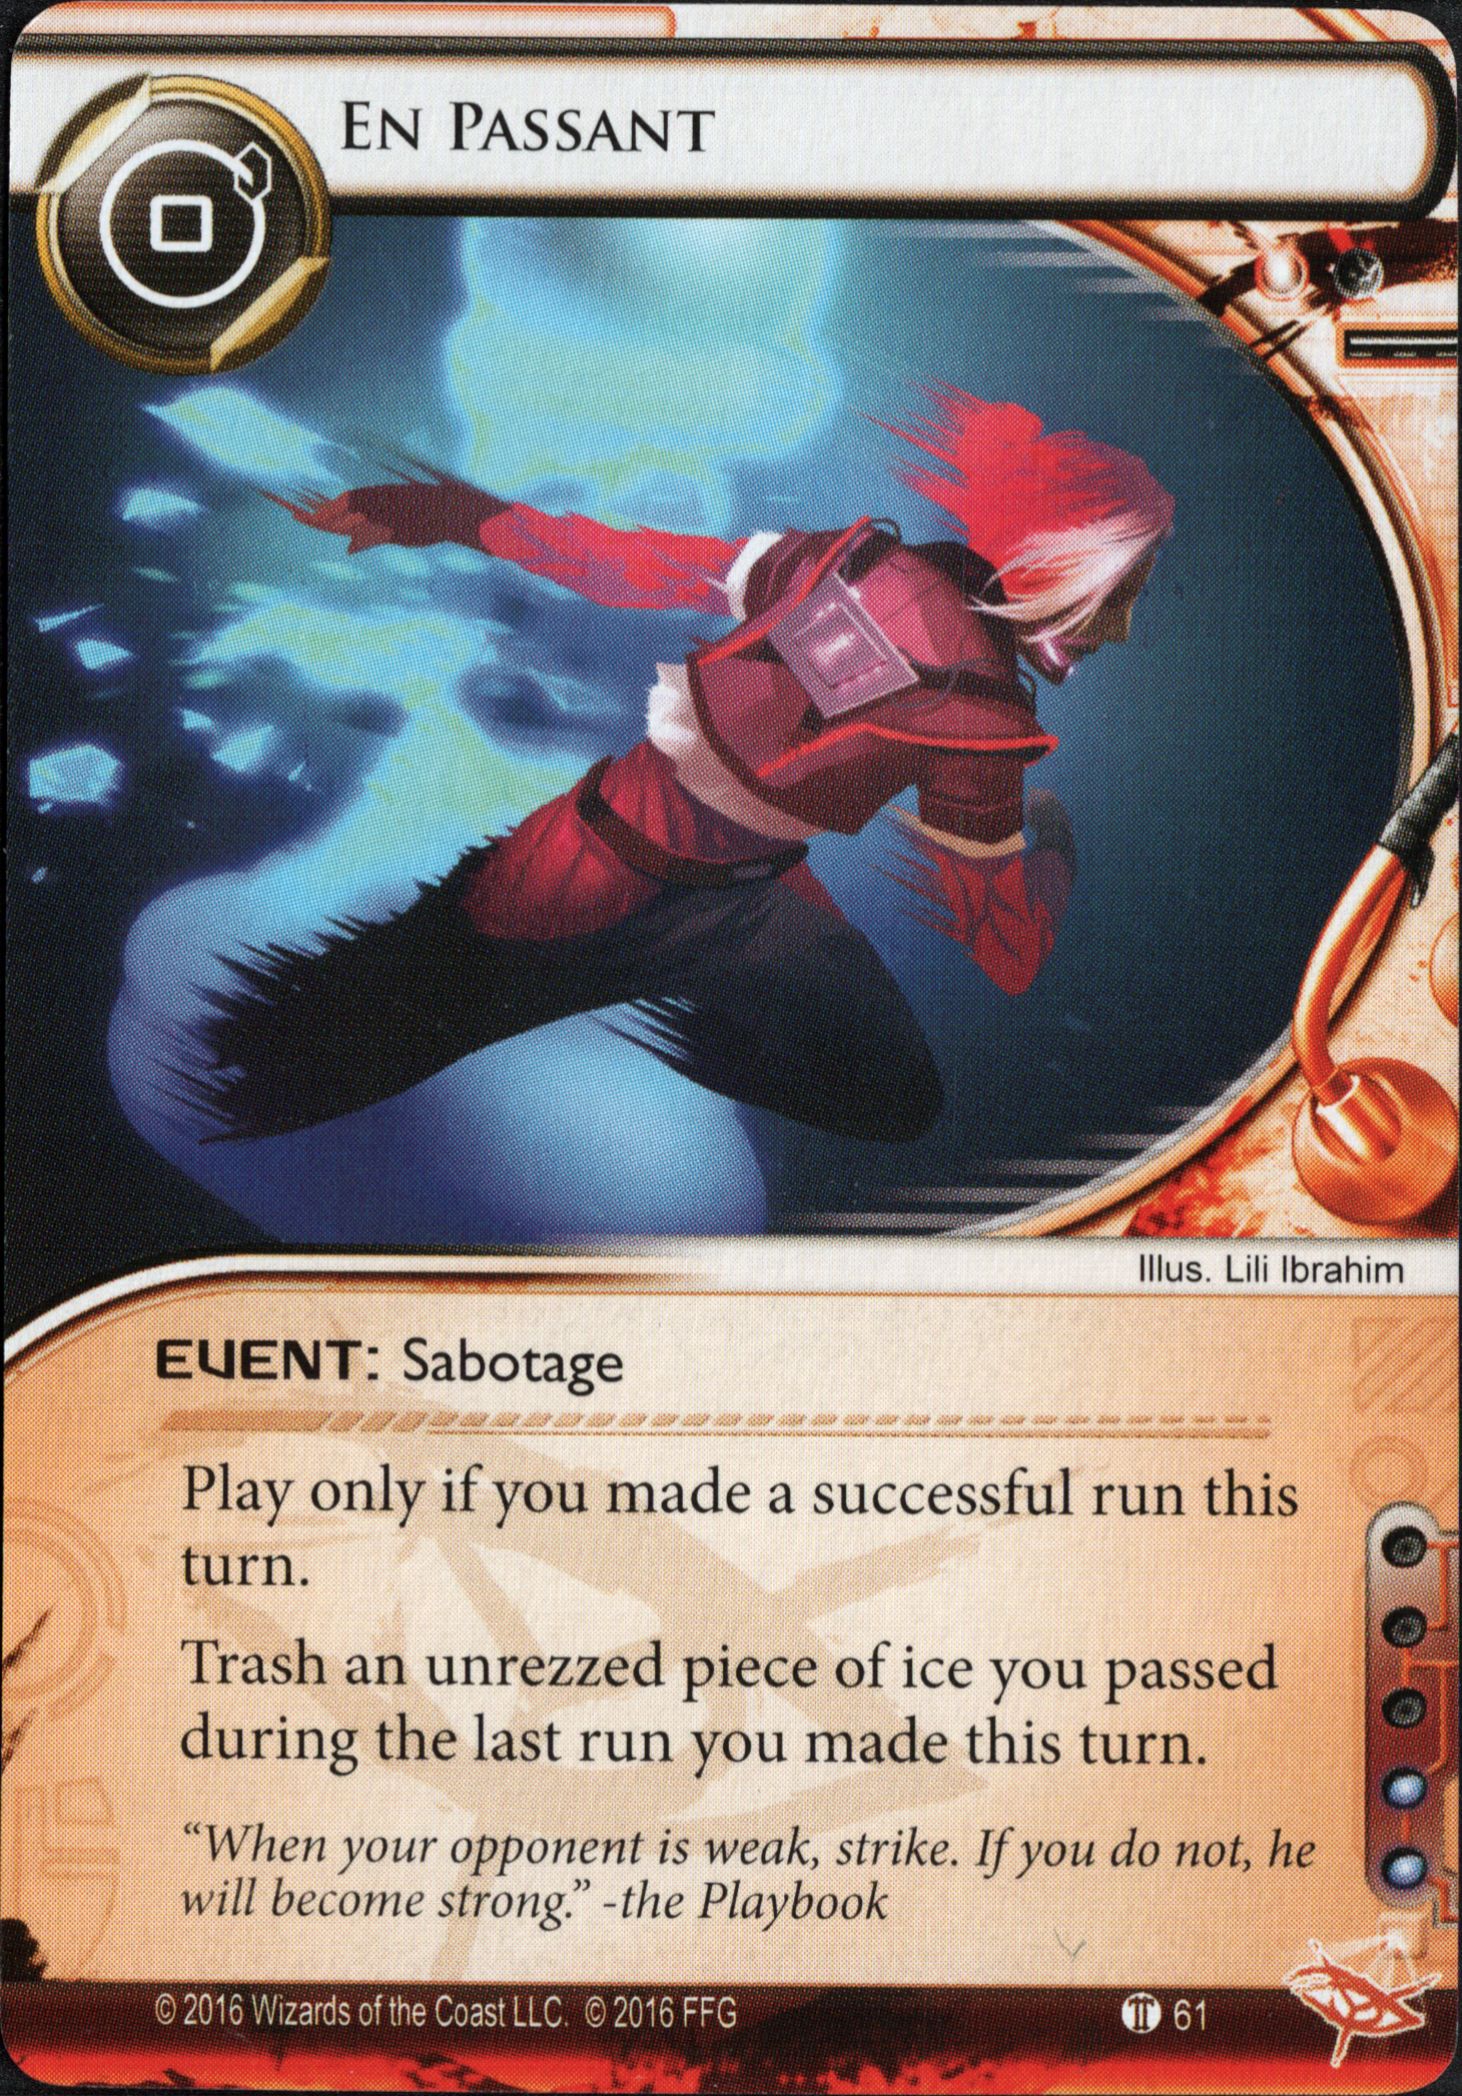 En Passant
0
Illus. Lili Ibrahim
EVENT: Sabotage
Play only if you made a successful run this
turn.
Trash an unrezzed piece of ice you passed
during the last run you made this turn.
“When your opponent is weak, strike. If you do not, he
will become strong.” -the Playbook
© 2016 Wizards of the Coast LLC. © 2016 FFG
61